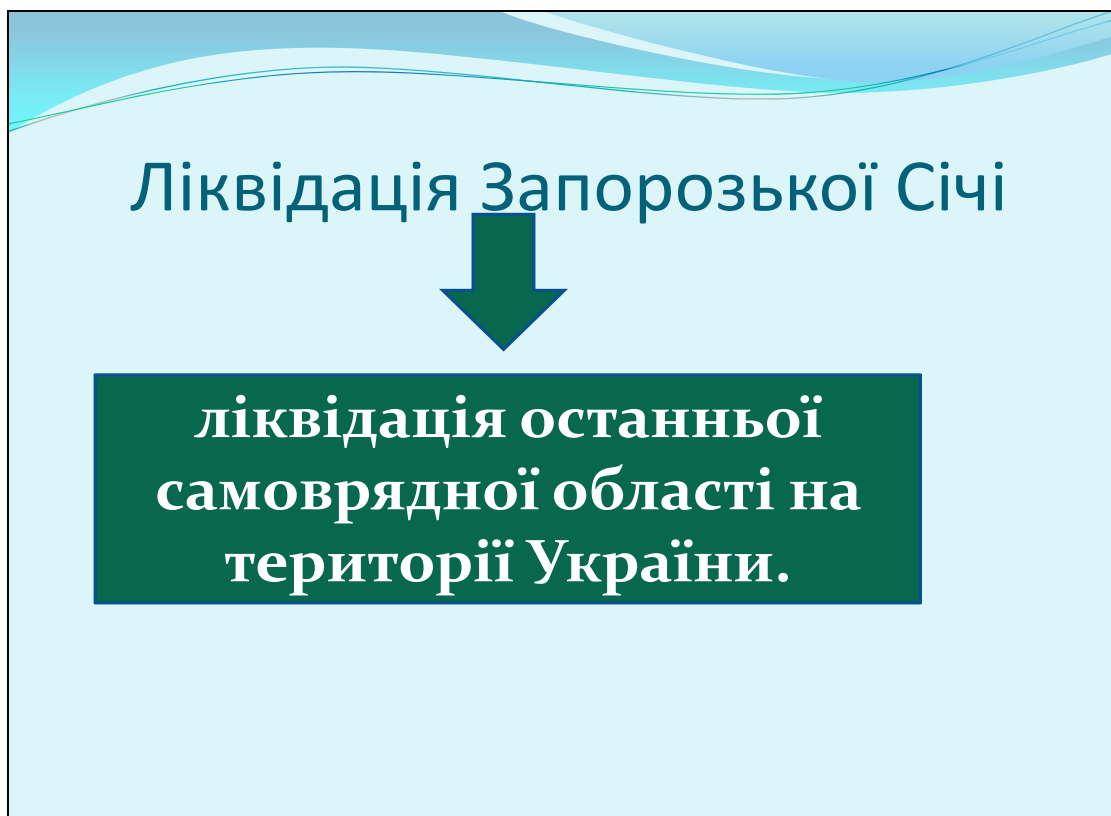 Ліквідація Запорозької Січі
ліквідація останньої
самоврядної області на
території України.